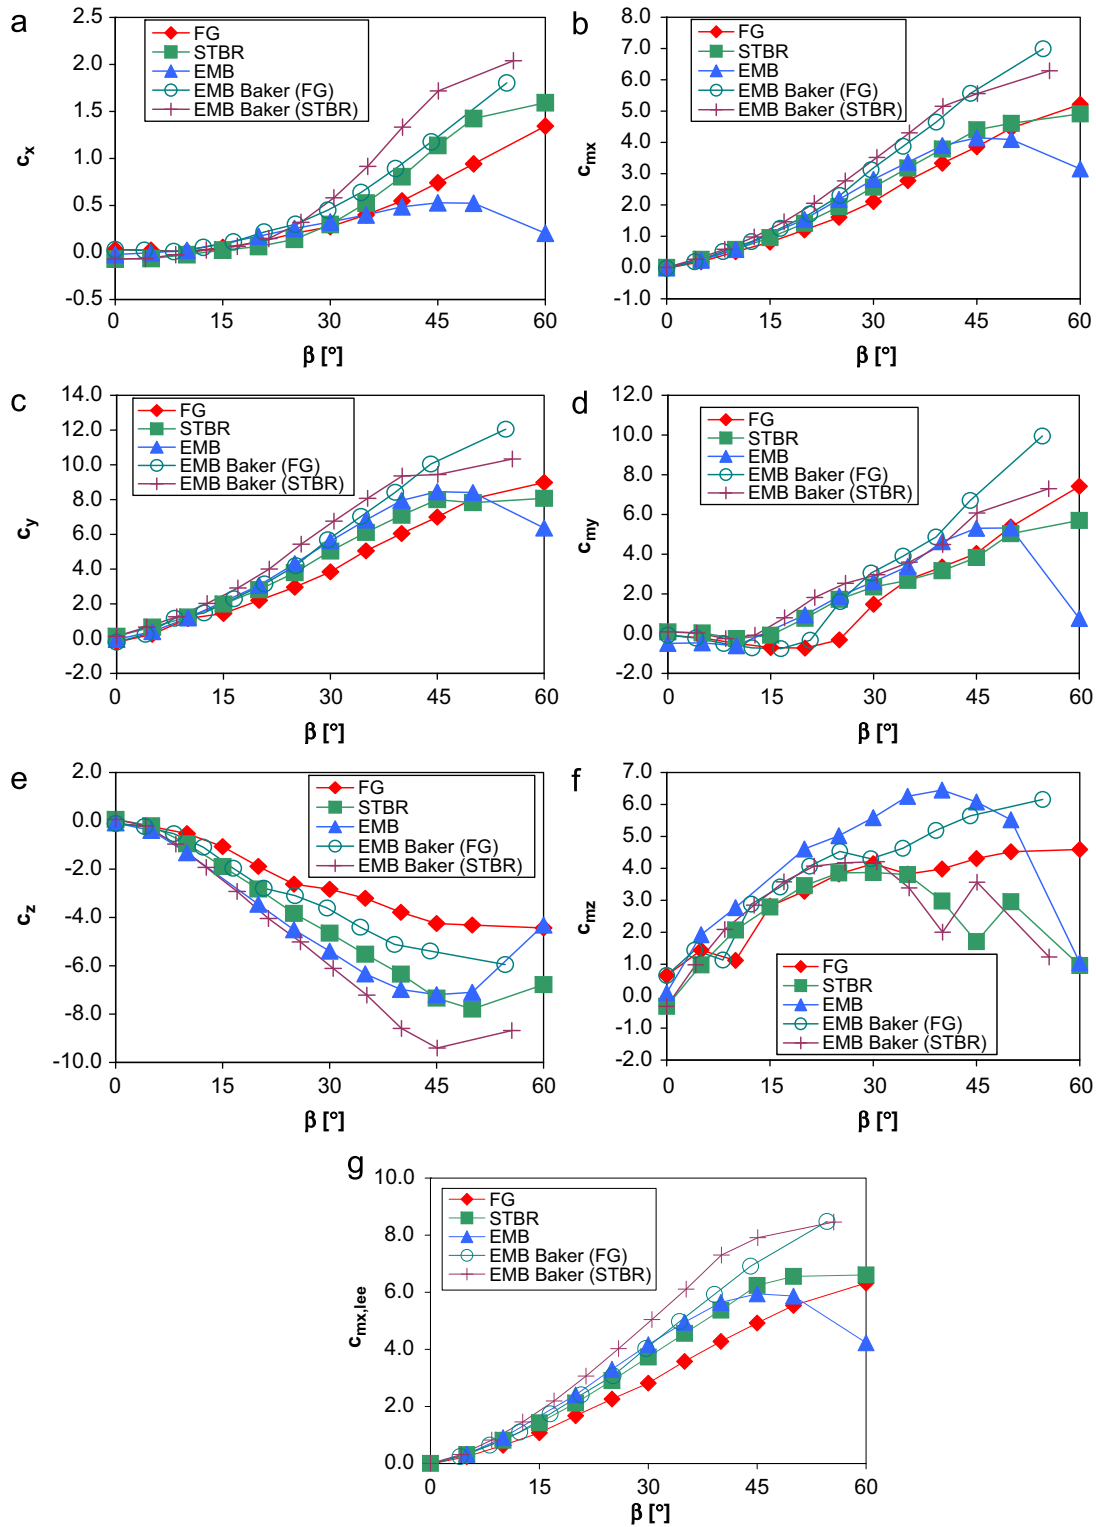 a
2.5
2.0
1.5
1.0
0.5
0.0
-0.5
c_x
0 15 30 45 60
β [°]
FG
STBR
EMB
EMB Baker (FG)
EMB Baker (STBR)
b
8.0
7.0
6.0
5.0
4.0
3.0
2.0
1.0
0.0
-1.0
c_mx
0 15 30 45 60
β [°]
FG
STBR
EMB
EMB Baker (FG)
EMB Baker (STBR)
c
14.0
12.0
10.0
8.0
6.0
4.0
2.0
0.0
-2.0
c_y
0 15 30 45 60
β [°]
FG
STBR
EMB
EMB Baker (FG)
EMB Baker (STBR)
d
12.0
10.0
8.0
6.0
4.0
2.0
0.0
-2.0
c_my
0 15 30 45 60
β [°]
FG
STBR
EMB
EMB Baker (FG)
EMB Baker (STBR)
e
2.0
0.0
-2.0
-4.0
-6.0
-8.0
-10.0
c_z
0 15 30 45 60
β [°]
FG
STBR
EMB
EMB Baker (FG)
EMB Baker (STBR)
f
7.0
6.0
5.0
4.0
3.0
2.0
1.0
0.0
-1.0
-2.0
c_mz
0 15 30 45 60
β [°]
FG
STBR
EMB
EMB Baker (FG)
EMB Baker (STBR)
g
10.0
8.0
6.0
4.0
2.0
0.0
c_mx,lee
0 15 30 45 60
β [°]
FG
STBR
EMB
EMB Baker (FG)
EMB Baker (STBR)